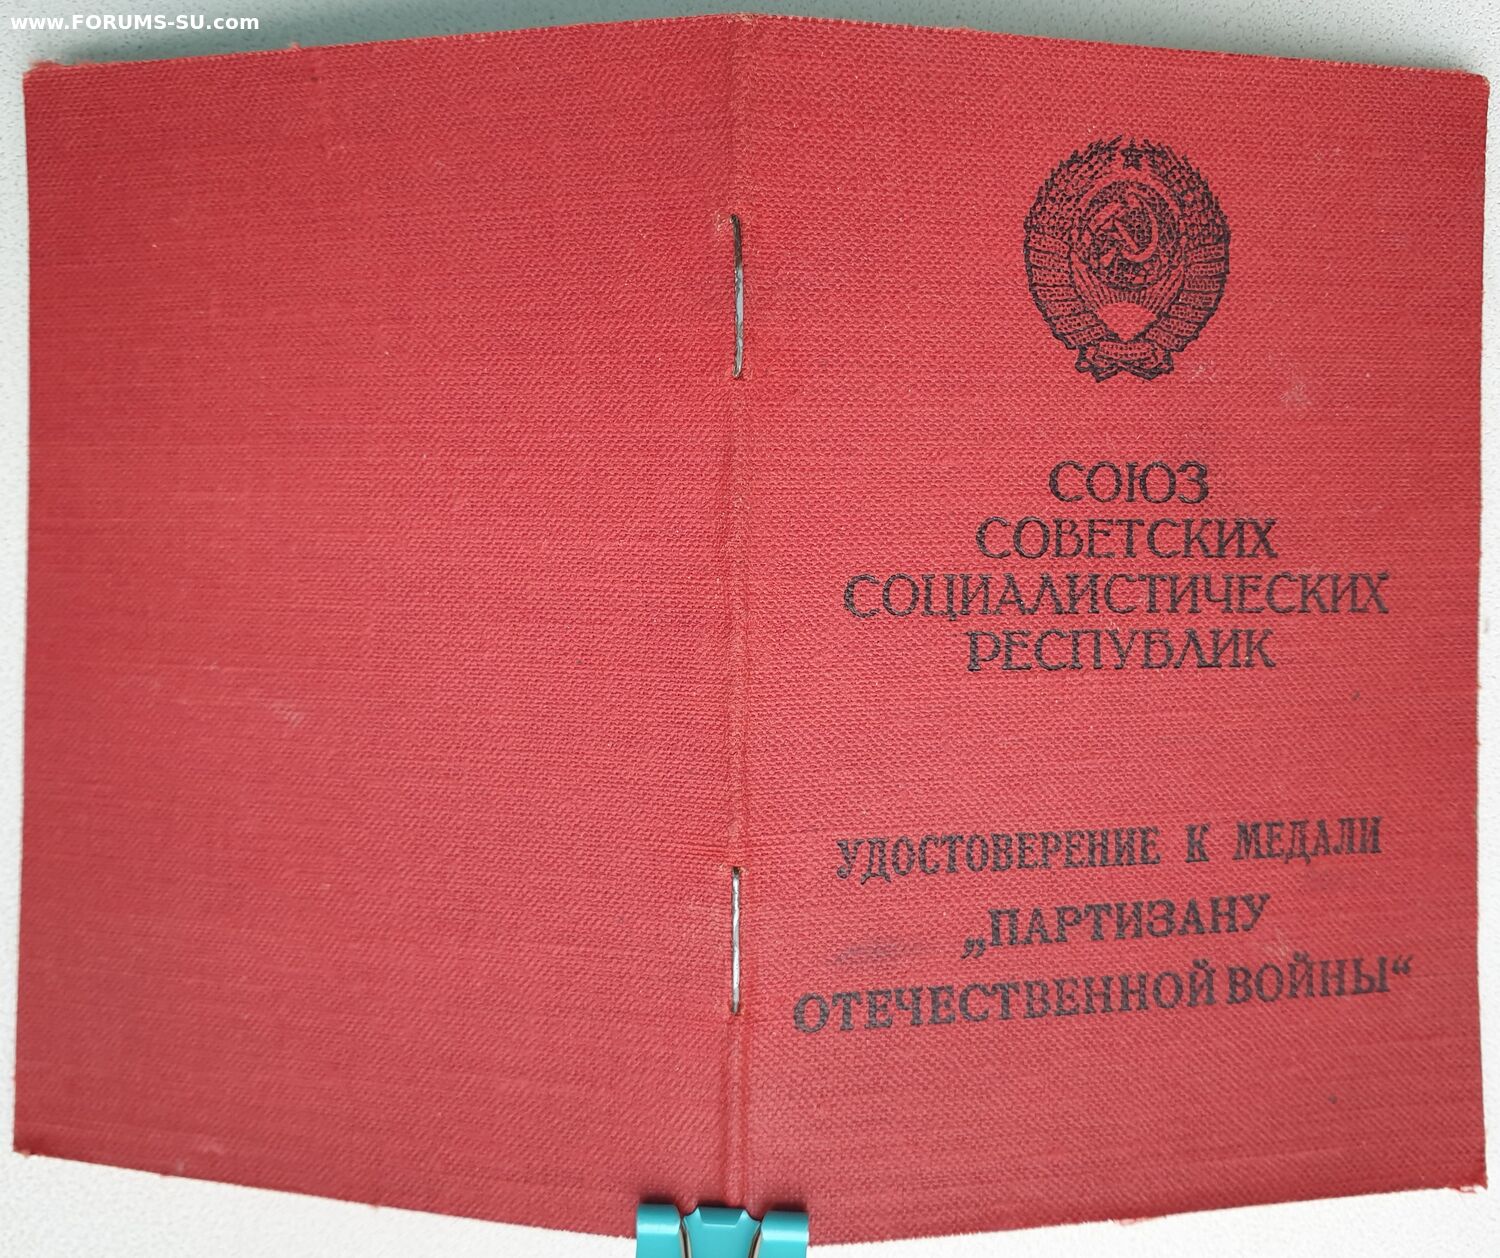 www.FORUMS-SU.com
СОЮЗ
СОВЕТСКИХ
СОЦИАЛИСТИЧЕСКИХ
РЕСПУБЛИК
УДОСТОВЕРЕНИЕ К МЕДАЛИ
„ПАРТИЗАНУ
ОТЕЧЕСТВЕННОЙ ВОЙНЫ“